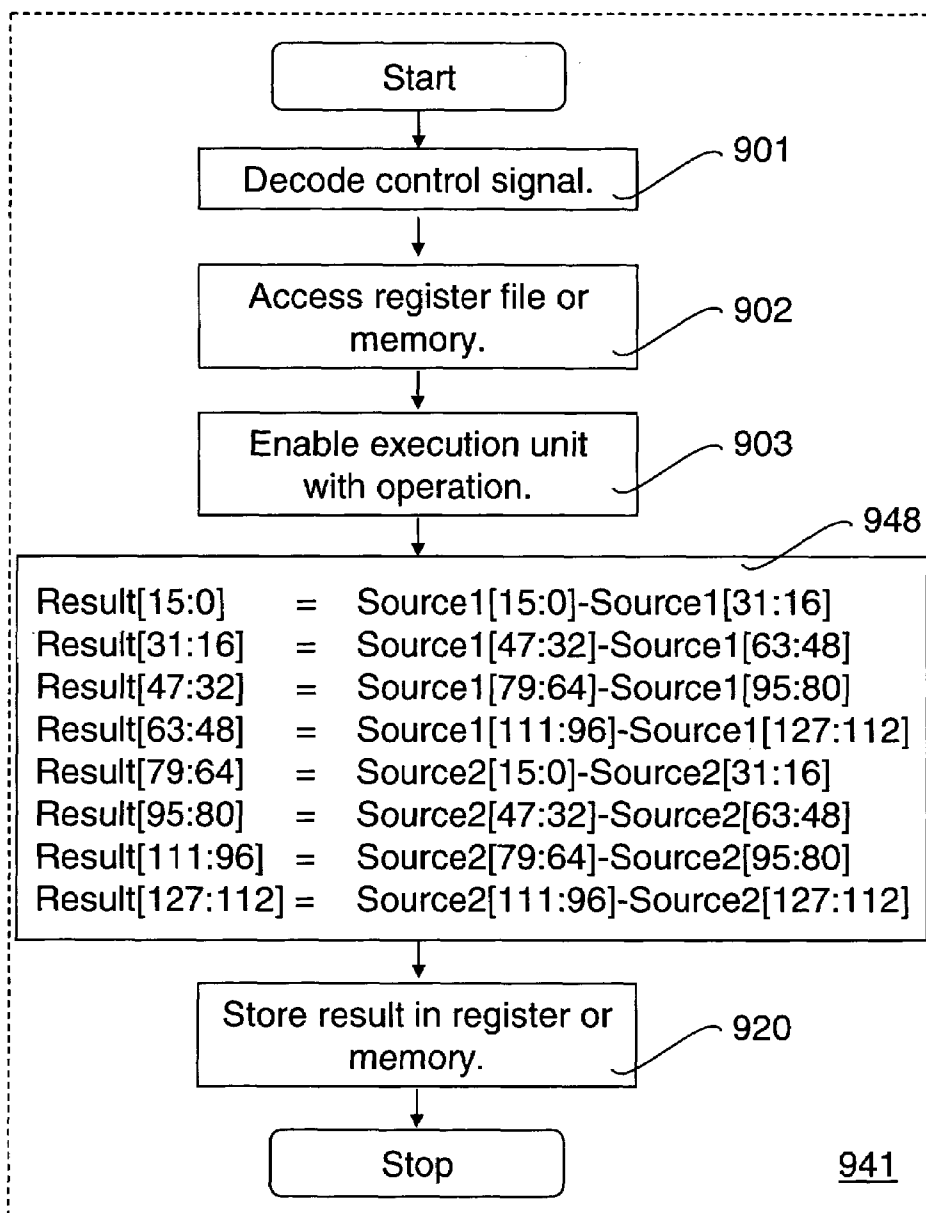 Start
901
Decode control signal.
Access register file or
memory.
902
Enable execution unit
with operation.
903
948
Result[15:0] = Source1[15:0]-Source1[31:16]
Result[31:16] = Source1[47:32]-Source1[63:48]
Result[47:32] = Source1[79:64]-Source1[95:80]
Result[63:48] = Source1[111:96]-Source1[127:112]
Result[79:64] = Source2[15:0]-Source2[31:16]
Result[95:80] = Source2[47:32]-Source2[63:48]
Result[111:96] = Source2[79:64]-Source2[95:80]
Result[127:112] = Source2[111:96]-Source2[127:112]
Store result in register or
memory.
920
Stop
941